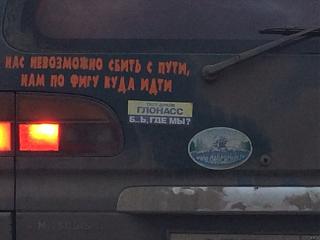 НАС НЕВОЗМОЖНО СБИТЬ С ПУТИ,
НАМ ПО ФИГУ КУДА ИДТИ
ГЛОНАСС
Б..Ь, ГДЕ МЫ?